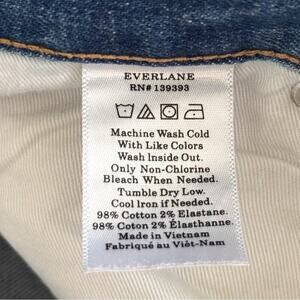 EVERLANE
RN# 139393
Machine Wash Cold
With Like Colors
Wash Inside Out.
Only Non-Chlorine
Bleach When Needed.
Tumble Dry Low.
Cool Iron if Needed.
98% Cotton 2% Elastane.
98% Cotton 2% Élasthanne.
Made in Vietnam
Fabriqué au Viêt-Nam